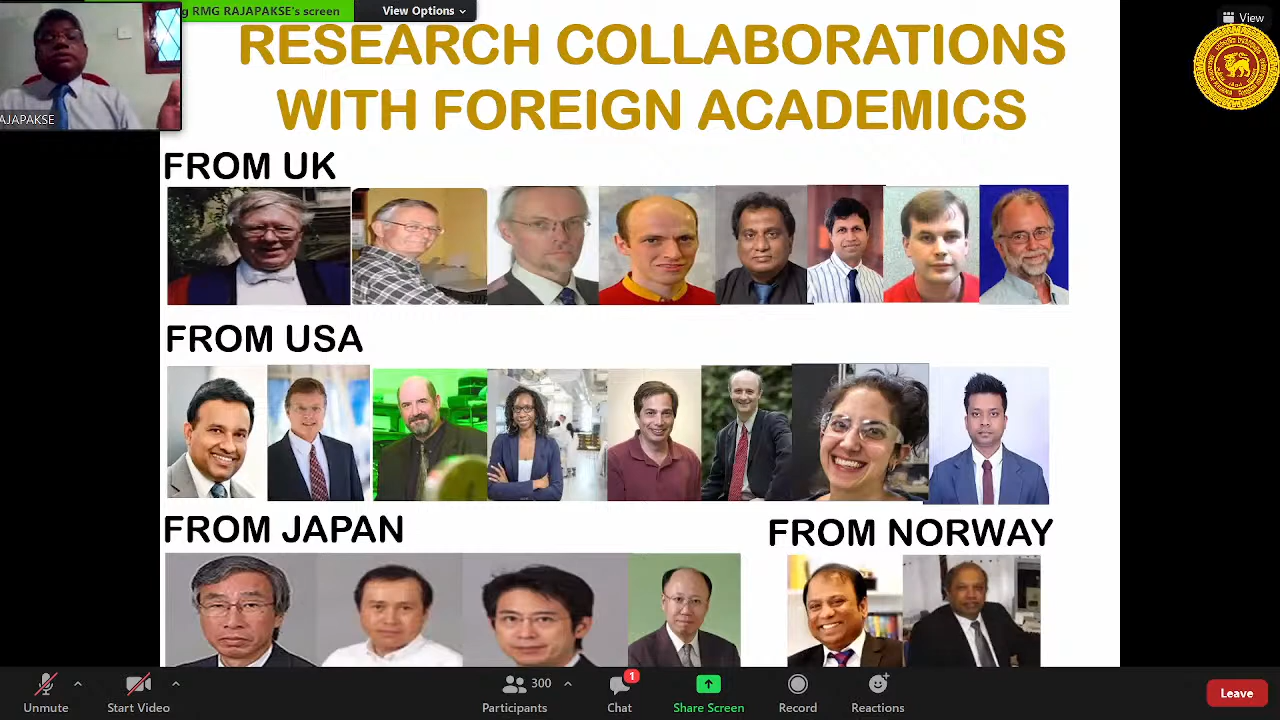 g RMG RAJAPAKSE's screen
View Options
View
AJAPAKSE
RESEARCH COLLABORATIONS
WITH FOREIGN ACADEMICS
FROM UK
FROM USA
FROM JAPAN
FROM NORWAY
Unmute
Start Video
300
Participants
1
Chat
Share Screen
Record
Reactions
Leave